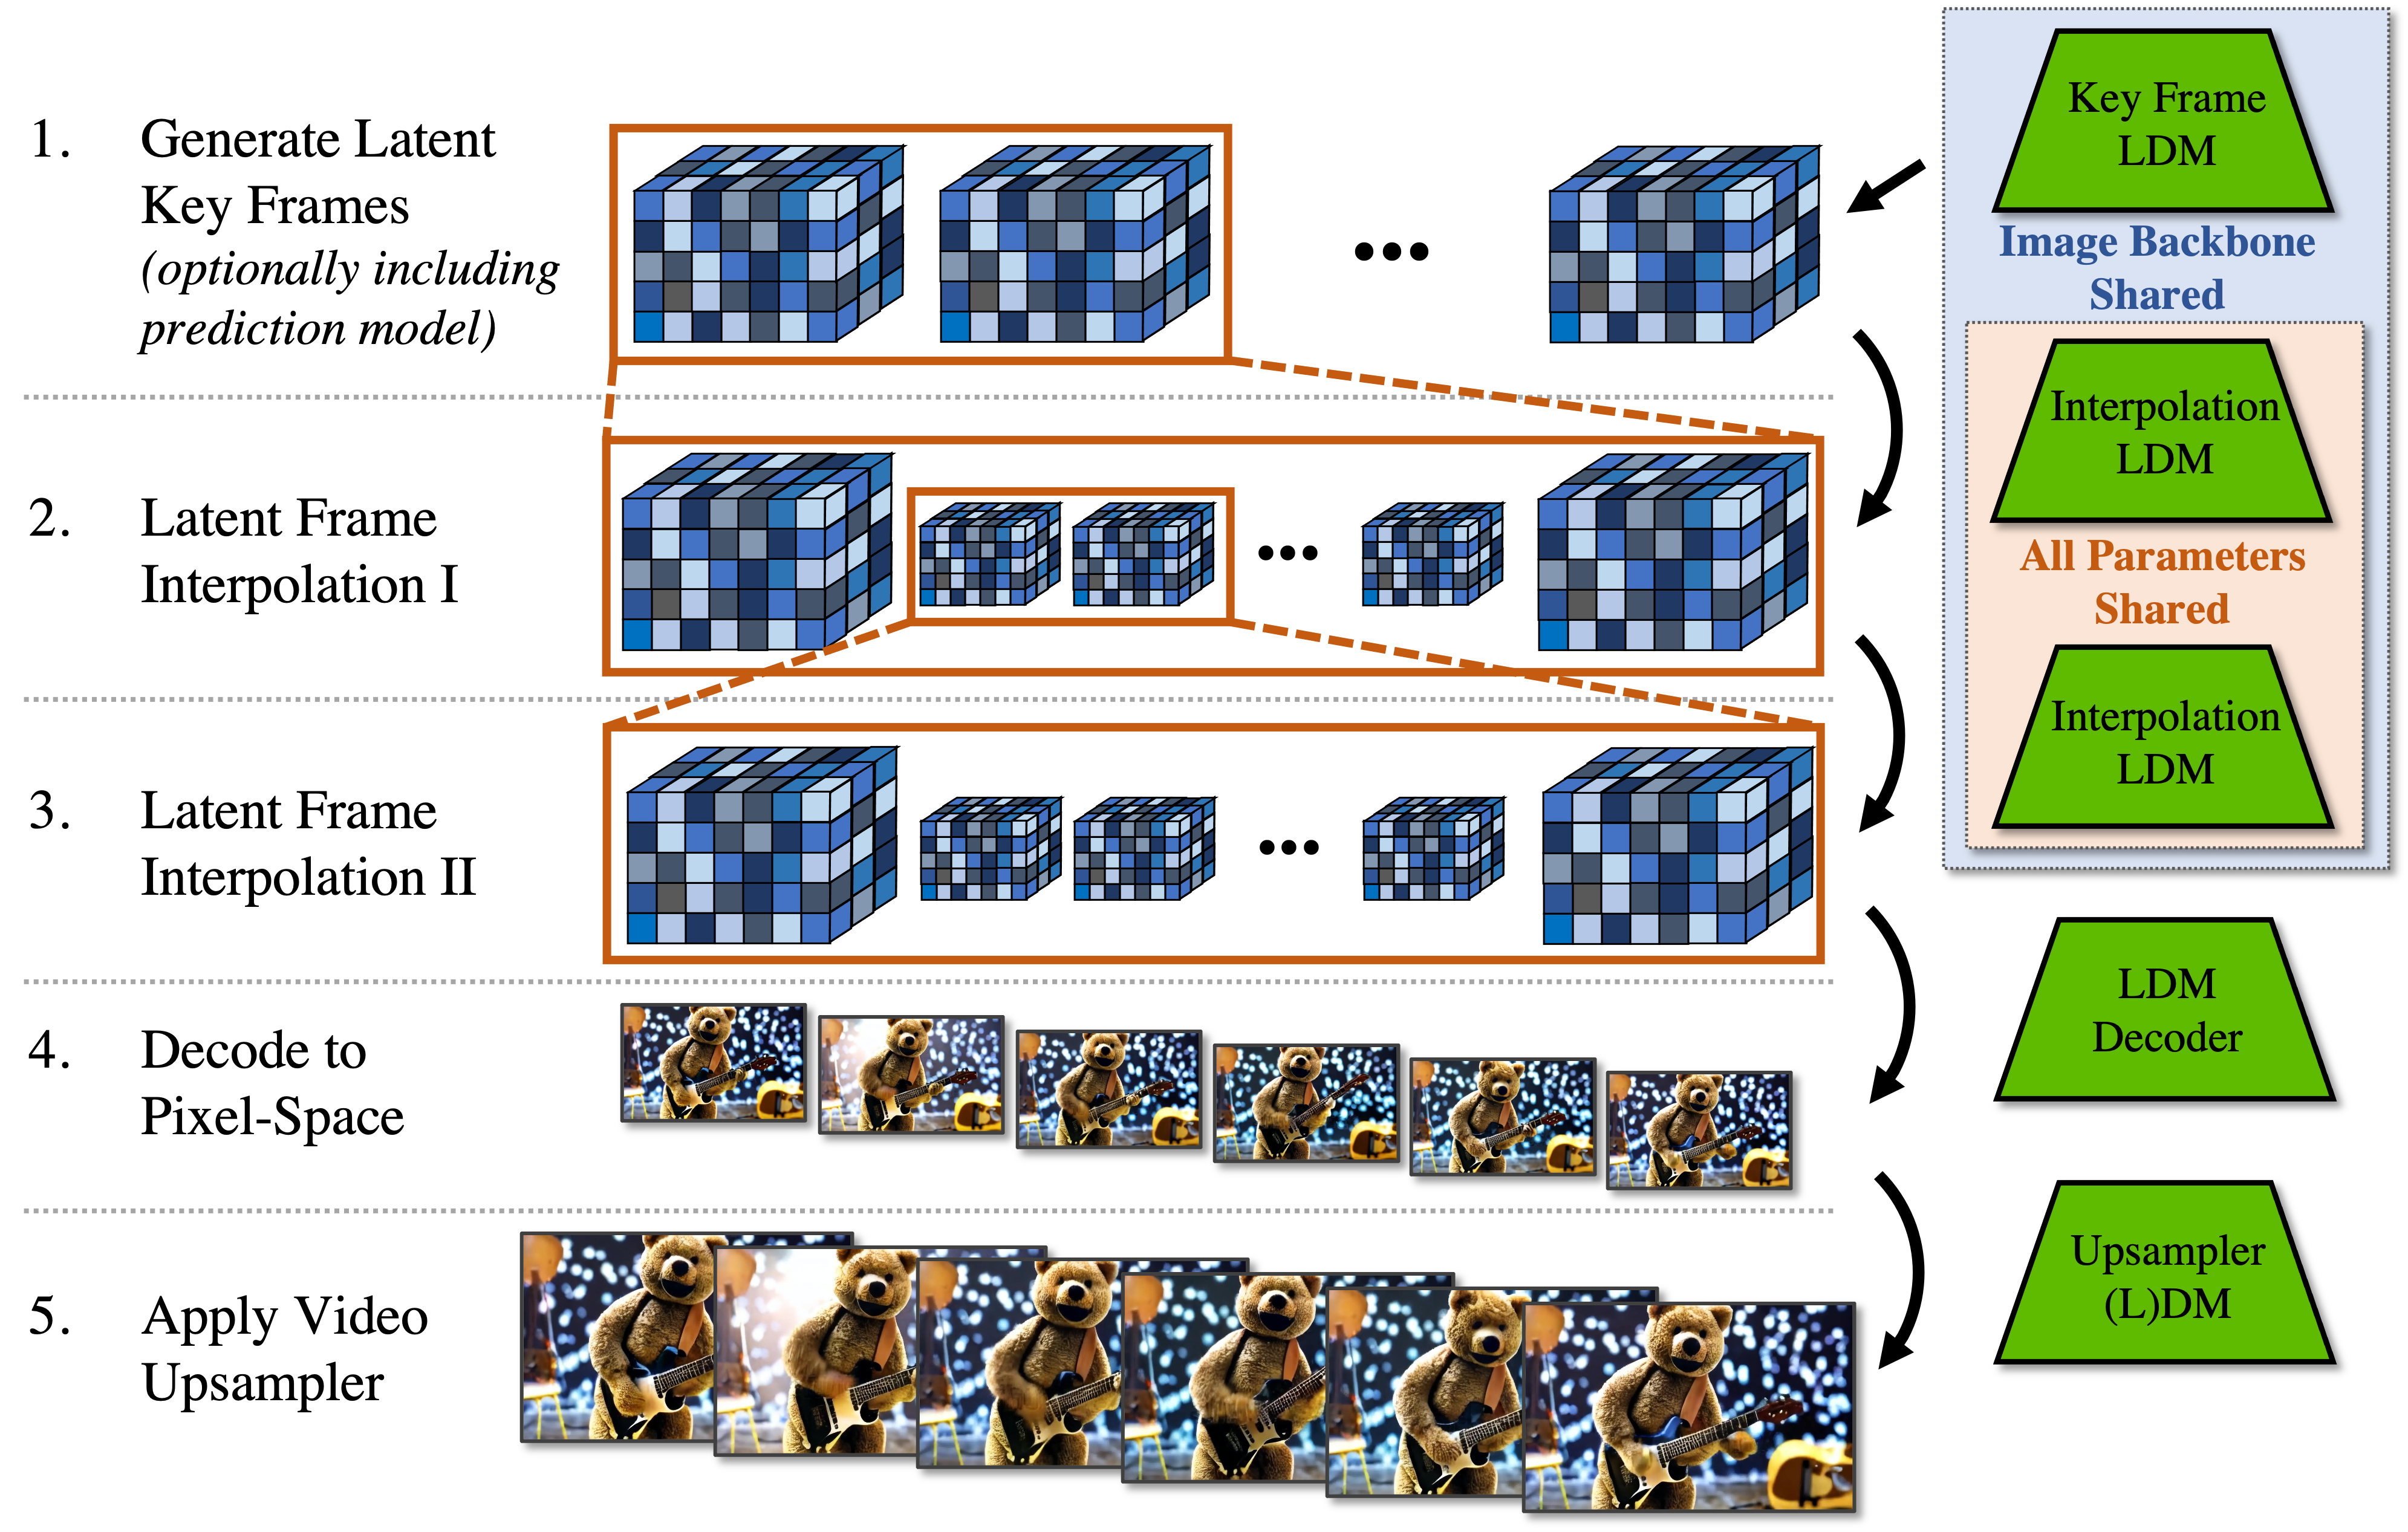 1. Generate Latent
Key Frames
(optionally including
prediction model)
2. Latent Frame
Interpolation I
3. Latent Frame
Interpolation II
4. Decode to
Pixel-Space
5. Apply Video
Upsampler
Key Frame
LDM
Image Backbone
Shared
Interpolation
LDM
All Parameters
Shared
Interpolation
LDM
LDM
Decoder
Upsampler
(L)DM